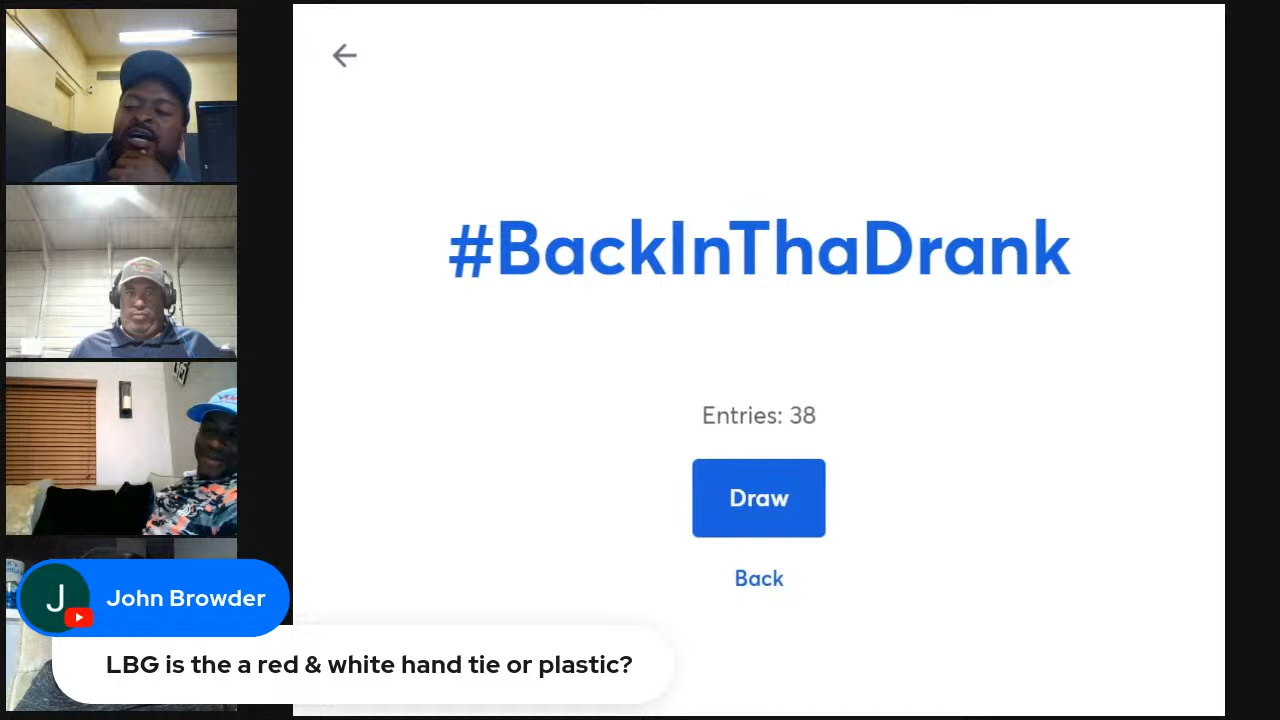 #BackInThaDrank
Entries: 38
Draw
Back
J
John Browder
LBG is the a red & white hand tie or plastic?